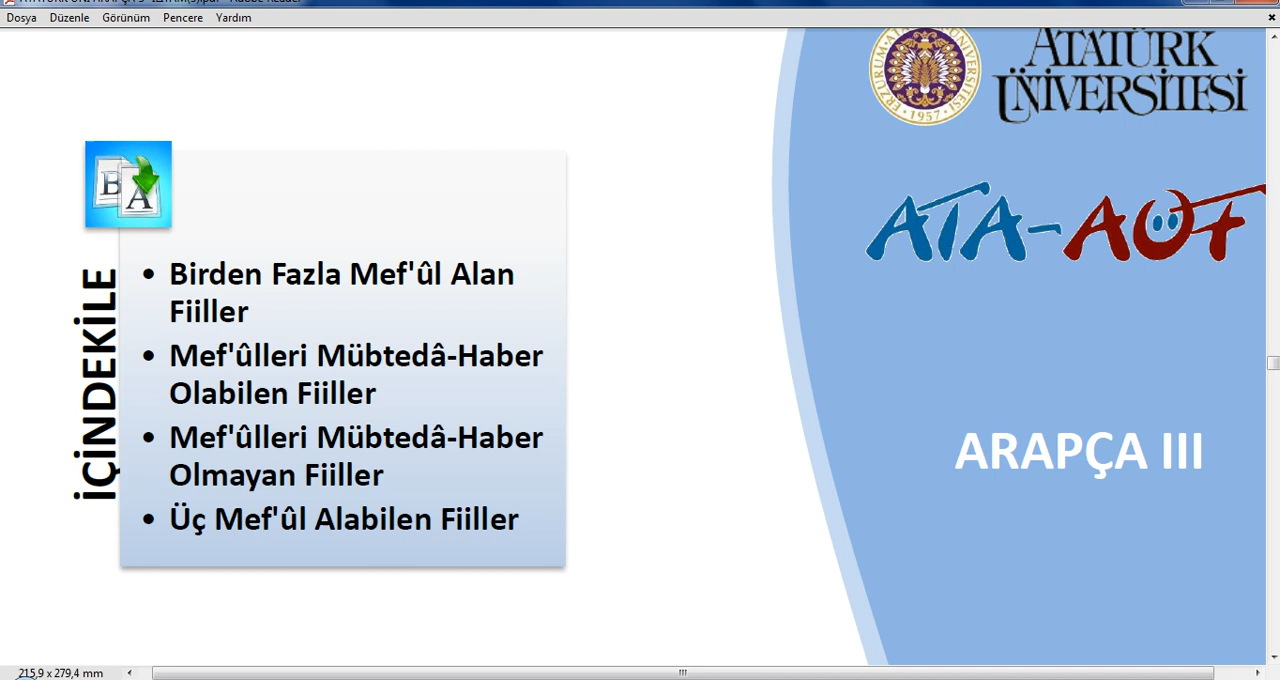 Dosya Düzenle Görünüm Pencere Yardım
ATATÜRK
ÜNİVERSİTESİ
1957
B
A
ATA-AÖF
İÇİNDEKİLE
• Birden Fazla Mef'ûl Alan
Fiiller
• Mef'ûlleri Mübtedâ-Haber
Olabilen Fiiller
• Mef'ûlleri Mübtedâ-Haber
Olmayan Fiiller
• Üç Mef'ûl Alabilen Fiiller
ARAPÇA III
215,9 x 279,4 mm